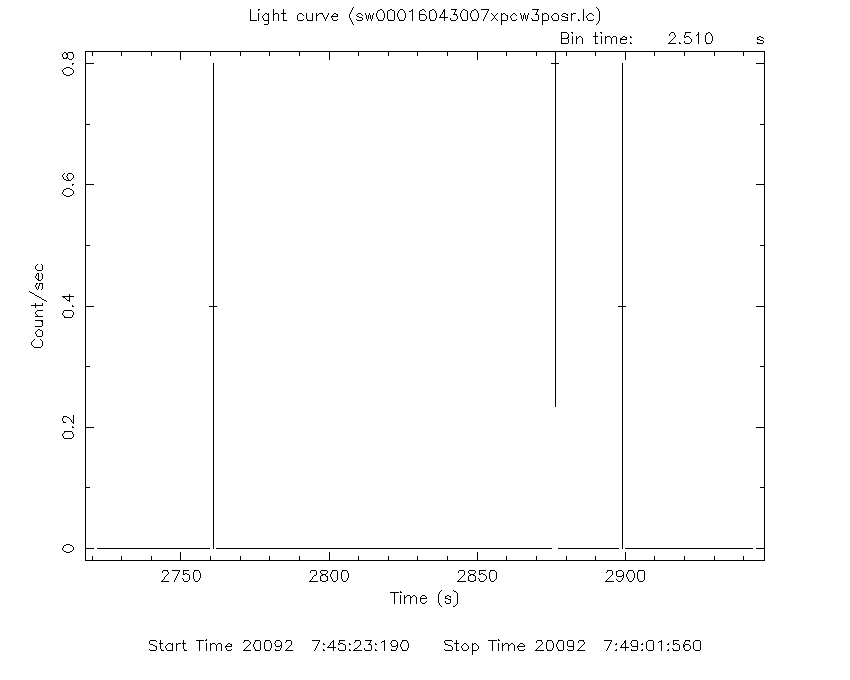 Light curve (sw00016043007xpcw3posr.lc)
Bin time: 2.510 s
0.8
0.6
0.4
0.2
0
Count/sec
2750 2800 2850 2900
Time (s)
Start Time 20092 7:45:23:190 Stop Time 20092 7:49:01:560